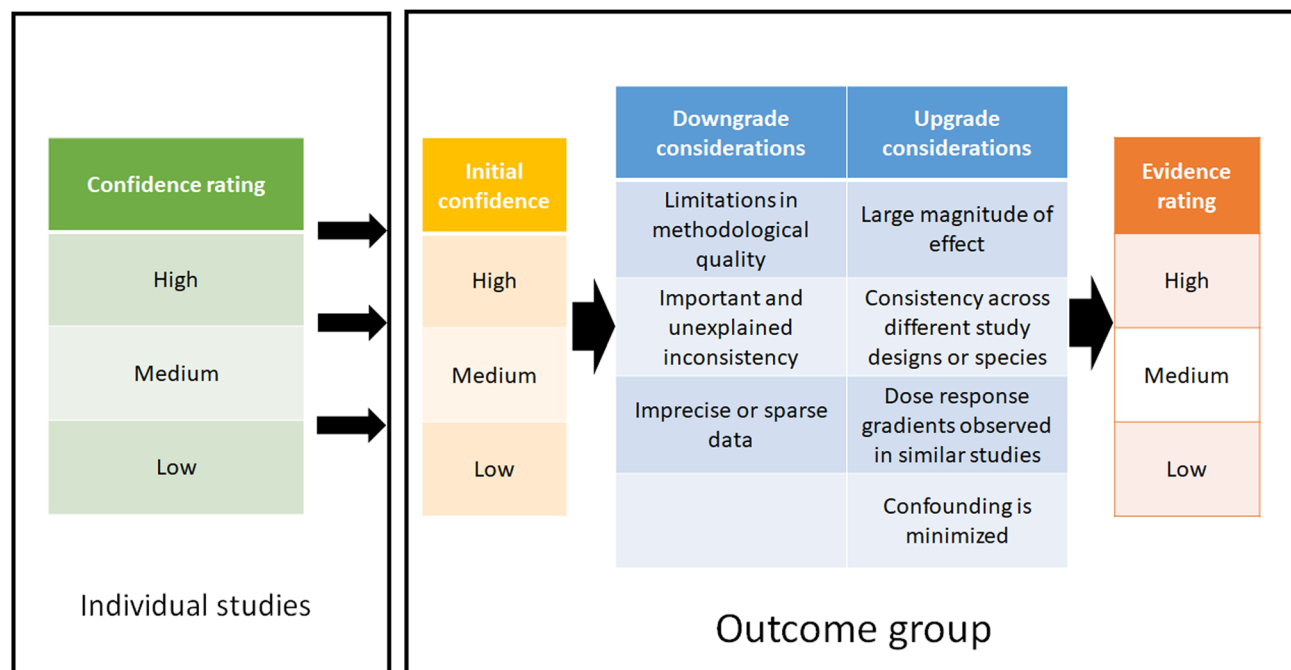 Confidence rating
High
Medium
Low
Individual studies
Initial
confidence
High
Medium
Low
Downgrade
considerations
Limitations in
methodological
quality
Important and
unexplained
inconsistency
Imprecise or sparse
data
Upgrade
considerations
Large magnitude of
effect
Consistency across
different study
designs or species
Dose response
gradients observed
in similar studies
Confounding is
minimized
Evidence
rating
High
Medium
Low
Outcome group